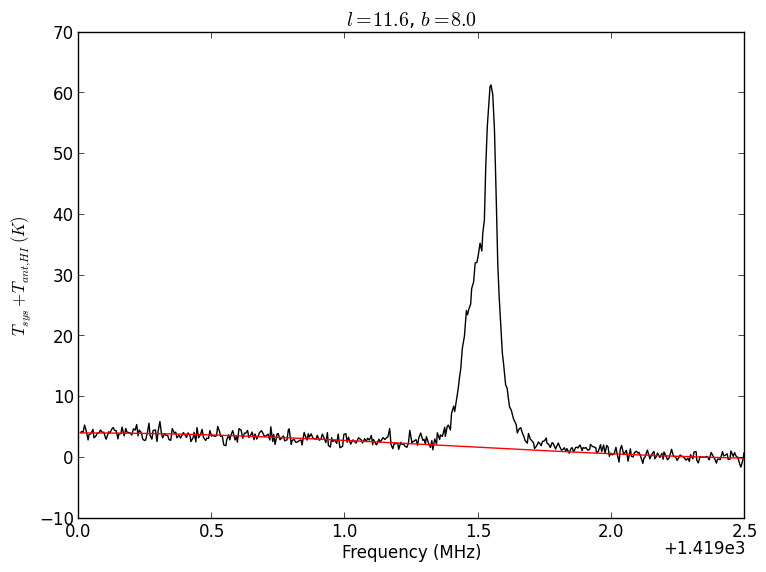 l = 11.6, b = 8.0
70
60
50
40
30
20
10
0
−10
T_sys + T_ant,HI (K)
0.0 0.5 1.0 1.5 2.0 2.5
Frequency (MHz)
+1.419e3